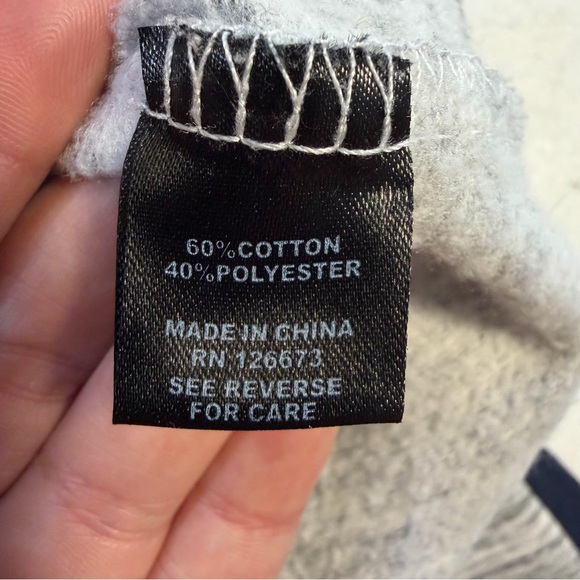 60%COTTON
40%POLYESTER
MADE IN CHINA
RN 126673
SEE REVERSE
FOR CARE